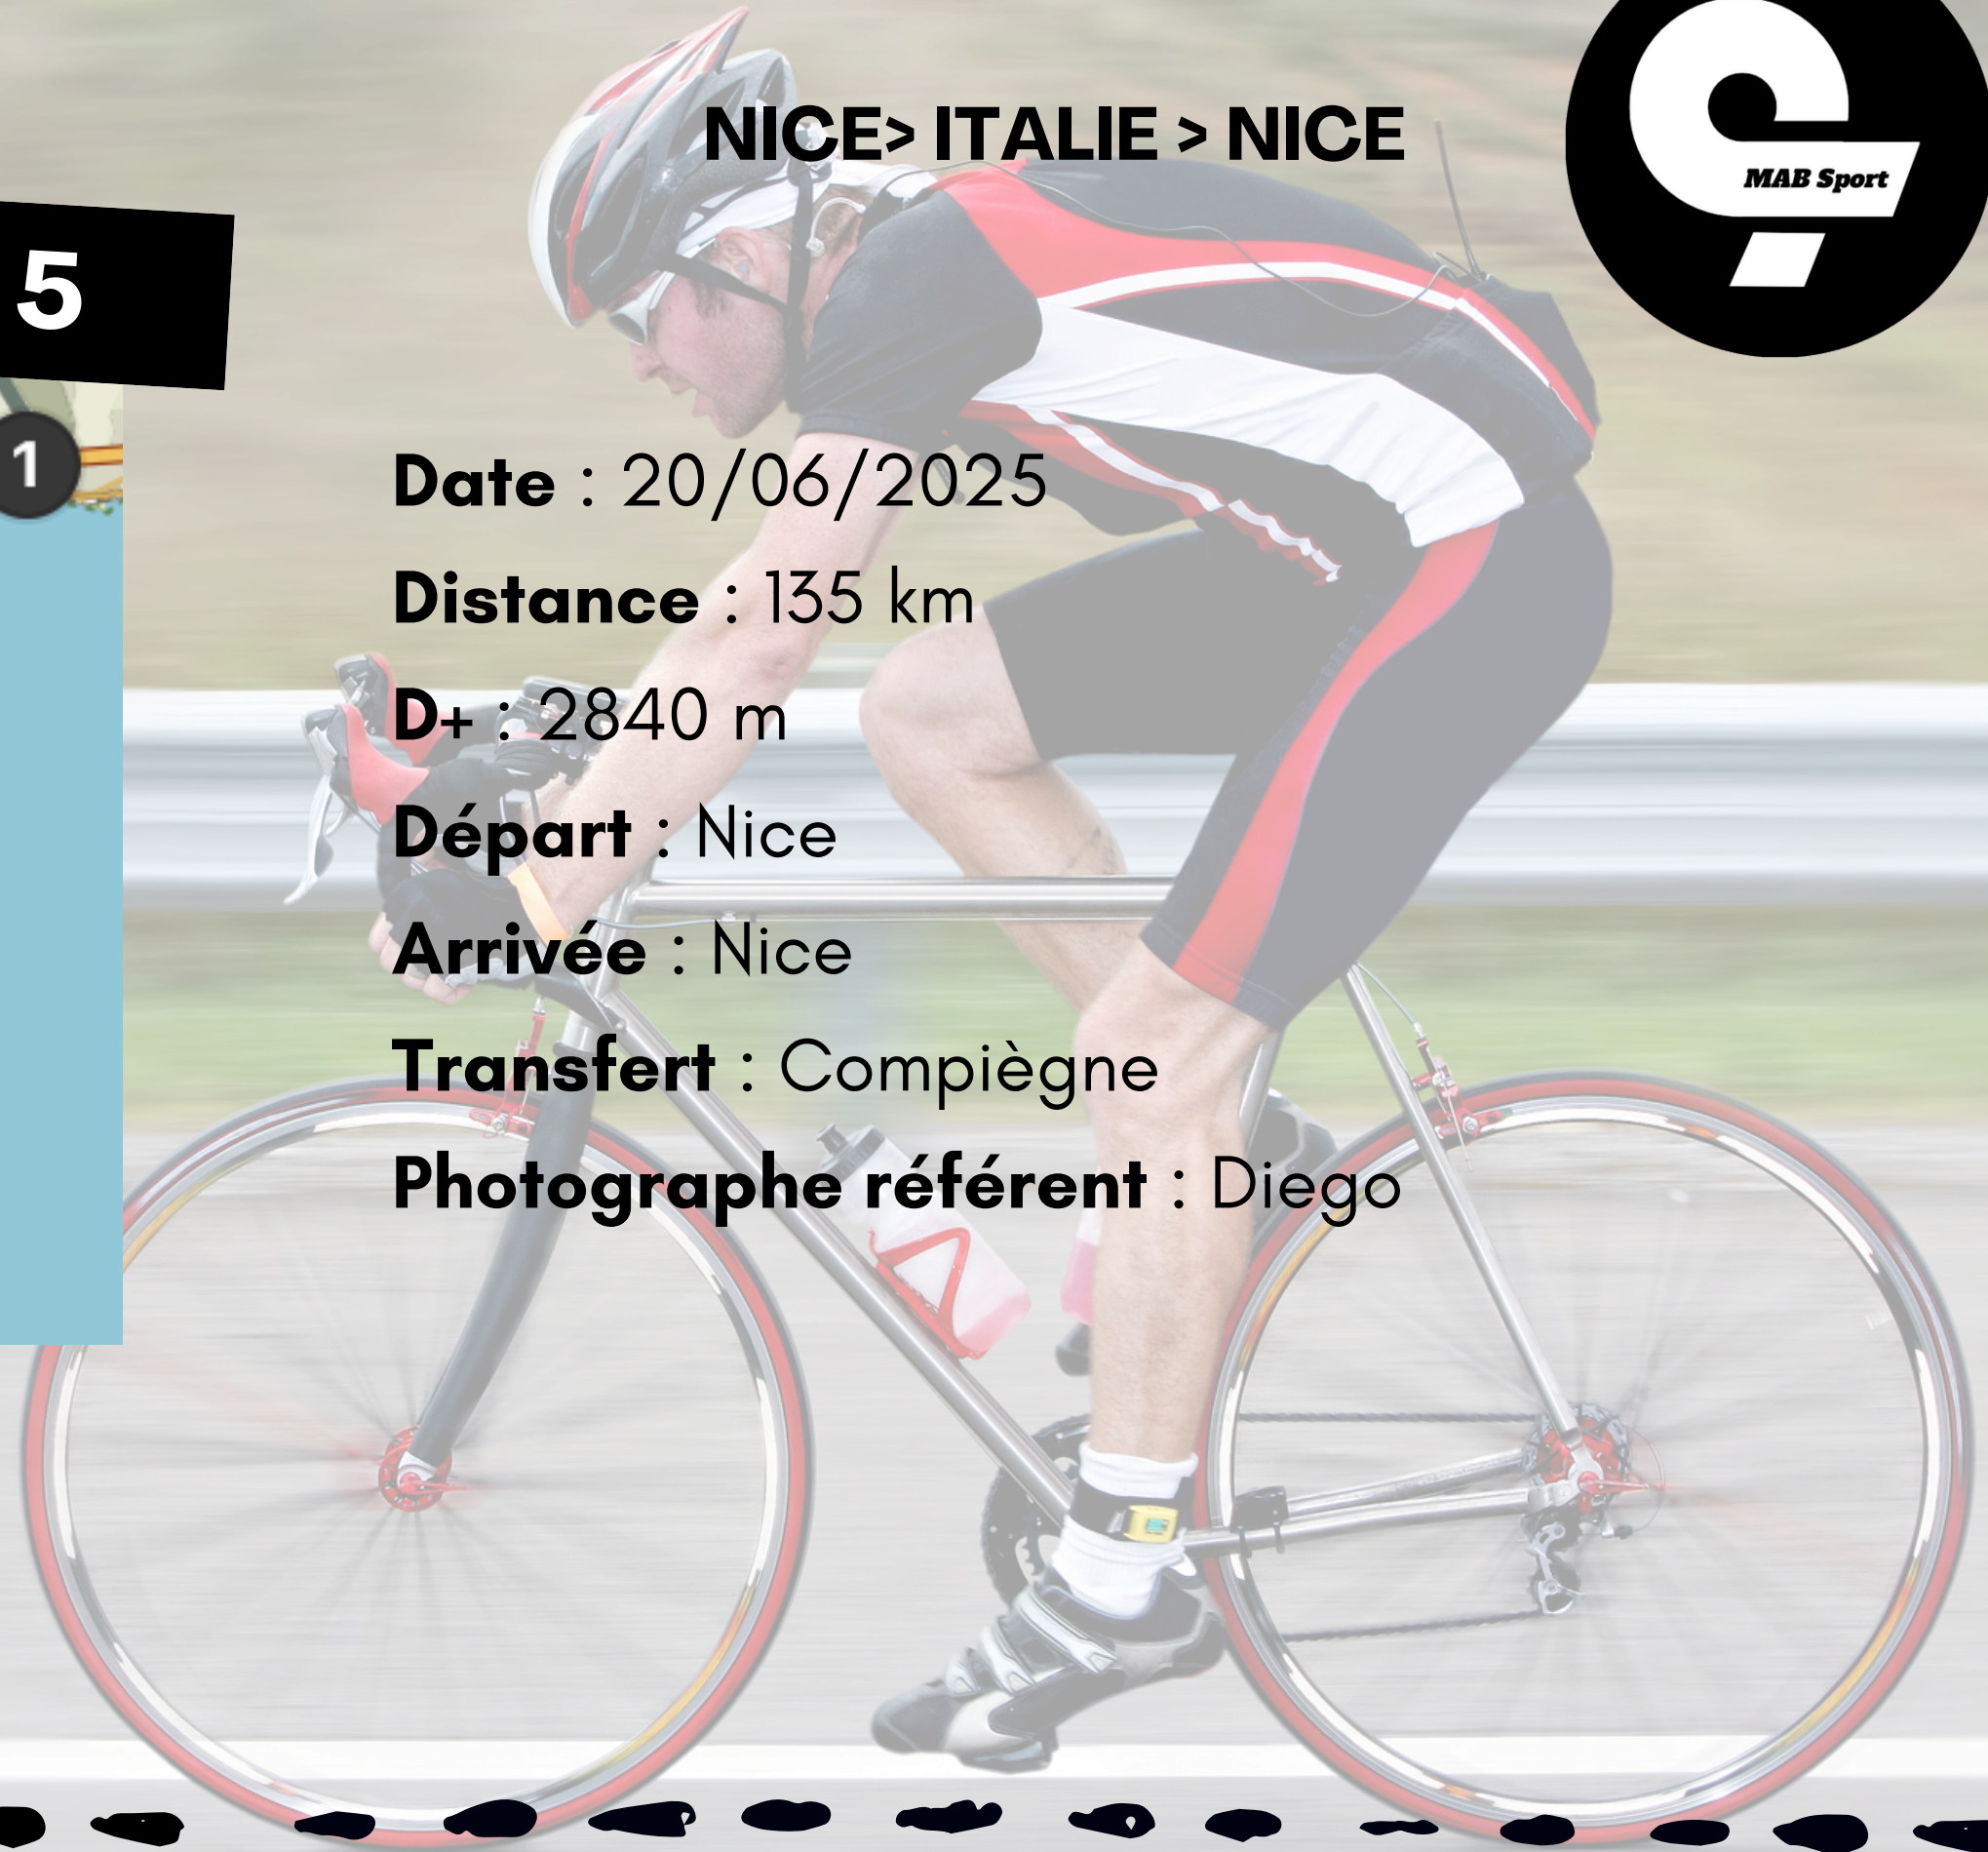 NICE> ITALIE > NICE
MAB Sport
5
1
Date : 20/06/2025
Distance : 135 km
D+ : 2840 m
Départ : Nice
Arrivée : Nice
Transfert : Compiègne
Photographe référent : Diego